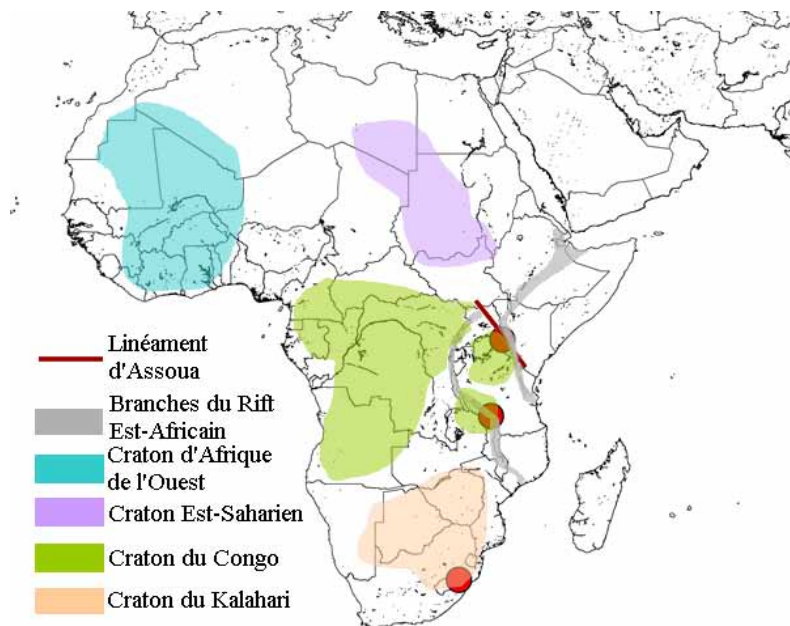 Linéament
d'Assoua
Branches du Rift
Est-Africain
Craton d'Afrique
de l'Ouest
Craton Est-Saharien
Craton du Congo
Craton du Kalahari